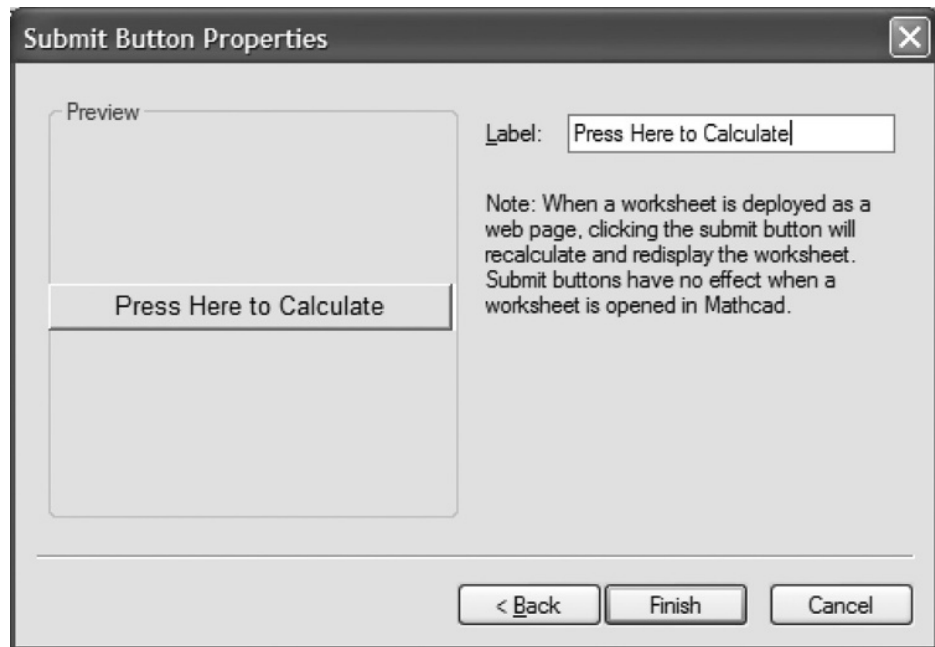 Submit Button Properties
Preview
Label:
Press Here to Calculate
Note: When a worksheet is deployed as a
web page, clicking the submit button will
recalculate and redisplay the worksheet.
Submit buttons have no effect when a
worksheet is opened in Mathcad.
Press Here to Calculate
< Back
Finish
Cancel